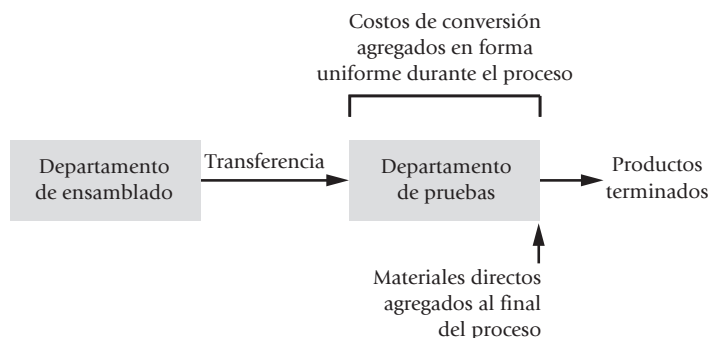 Costos de conversión
agregados en forma
uniforme durante el proceso
Departamento
de ensamblado
Transferencia
Departamento
de pruebas
Productos
terminados
Materiales directos
agregados al final
del proceso